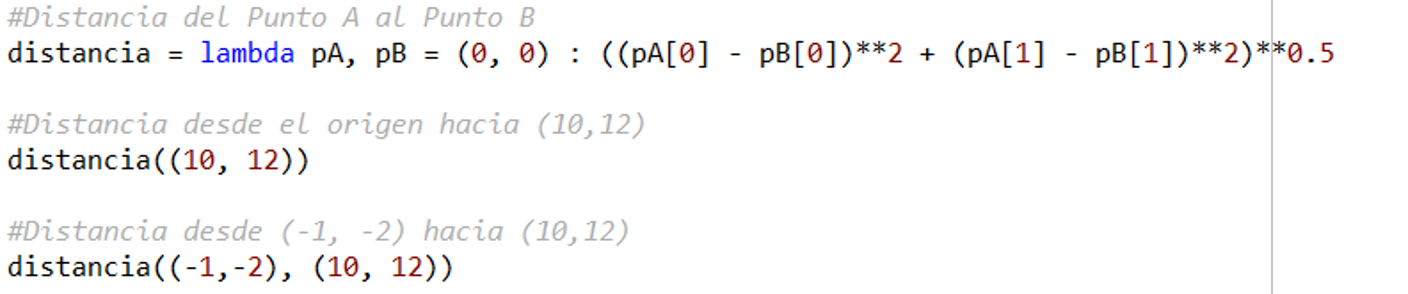 #Distancia del Punto A al Punto B
distancia = lambda pA, pB = (0, 0) : ((pA[0] - pB[0])**2 + (pA[1] - pB[1])**2)**0.5
#Distancia desde el origen hacia (10,12)
distancia((10, 12))
#Distancia desde (-1, -2) hacia (10,12)
distancia((-1,-2), (10, 12))